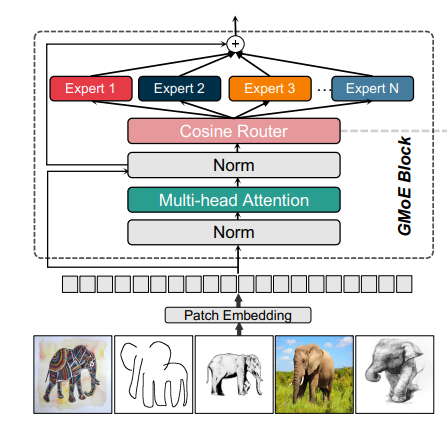 +
Expert 1 Expert 2 Expert 3 ... Expert N
Cosine Router
Norm
Multi-head Attention
Norm
GMoE Block
Patch Embedding